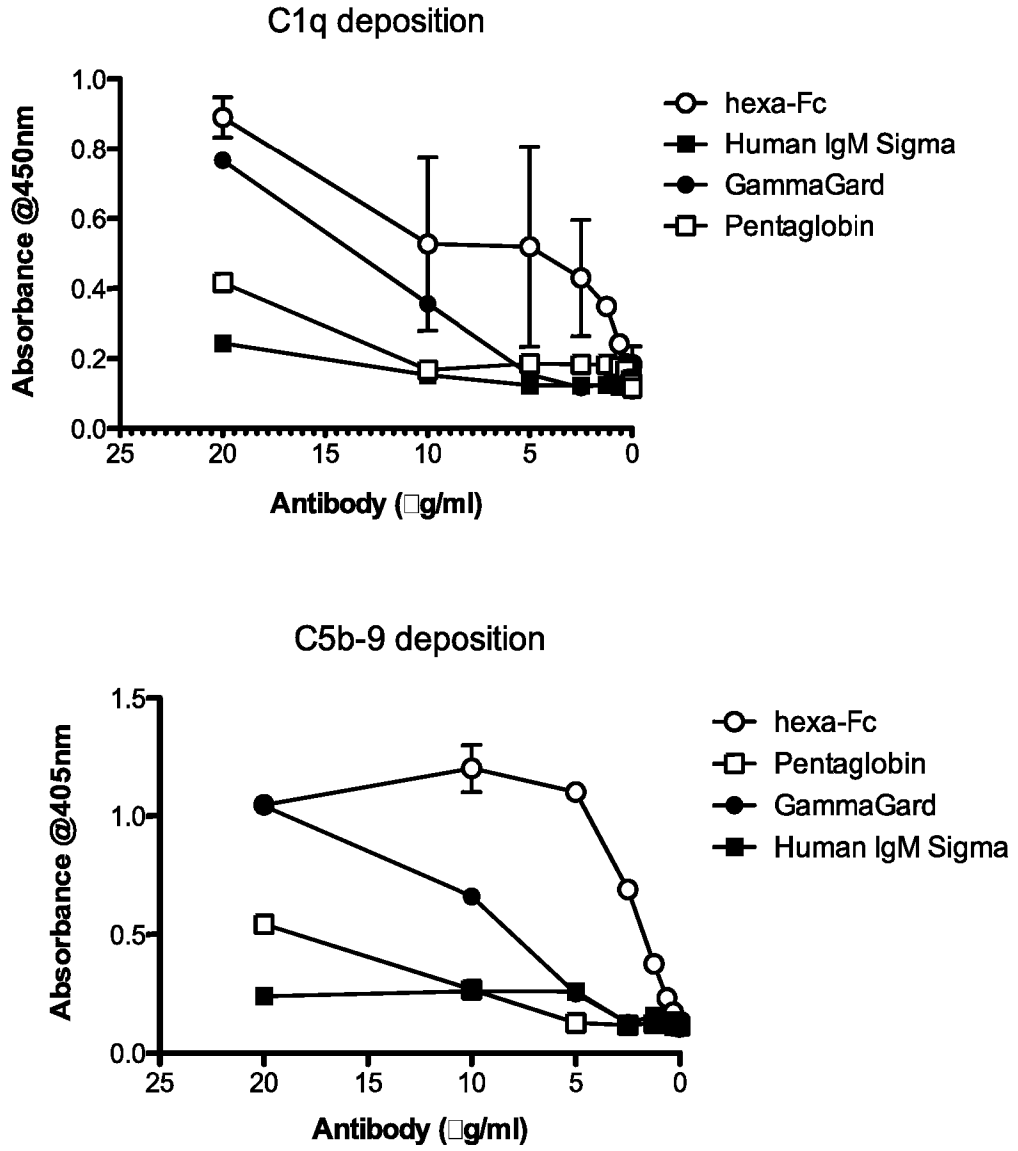 C1q deposition
1.0
0.8
0.6
0.4
0.2
0.0
Absorbance @450nm
25
20
15
10
5
0
Antibody (□g/ml)
hexa-Fc
Human IgM Sigma
GammaGard
Pentaglobin
C5b-9 deposition
1.5
1.0
0.5
0.0
Absorbance @405nm
25
20
15
10
5
0
Antibody (□g/ml)
hexa-Fc
Pentaglobin
GammaGard
Human IgM Sigma